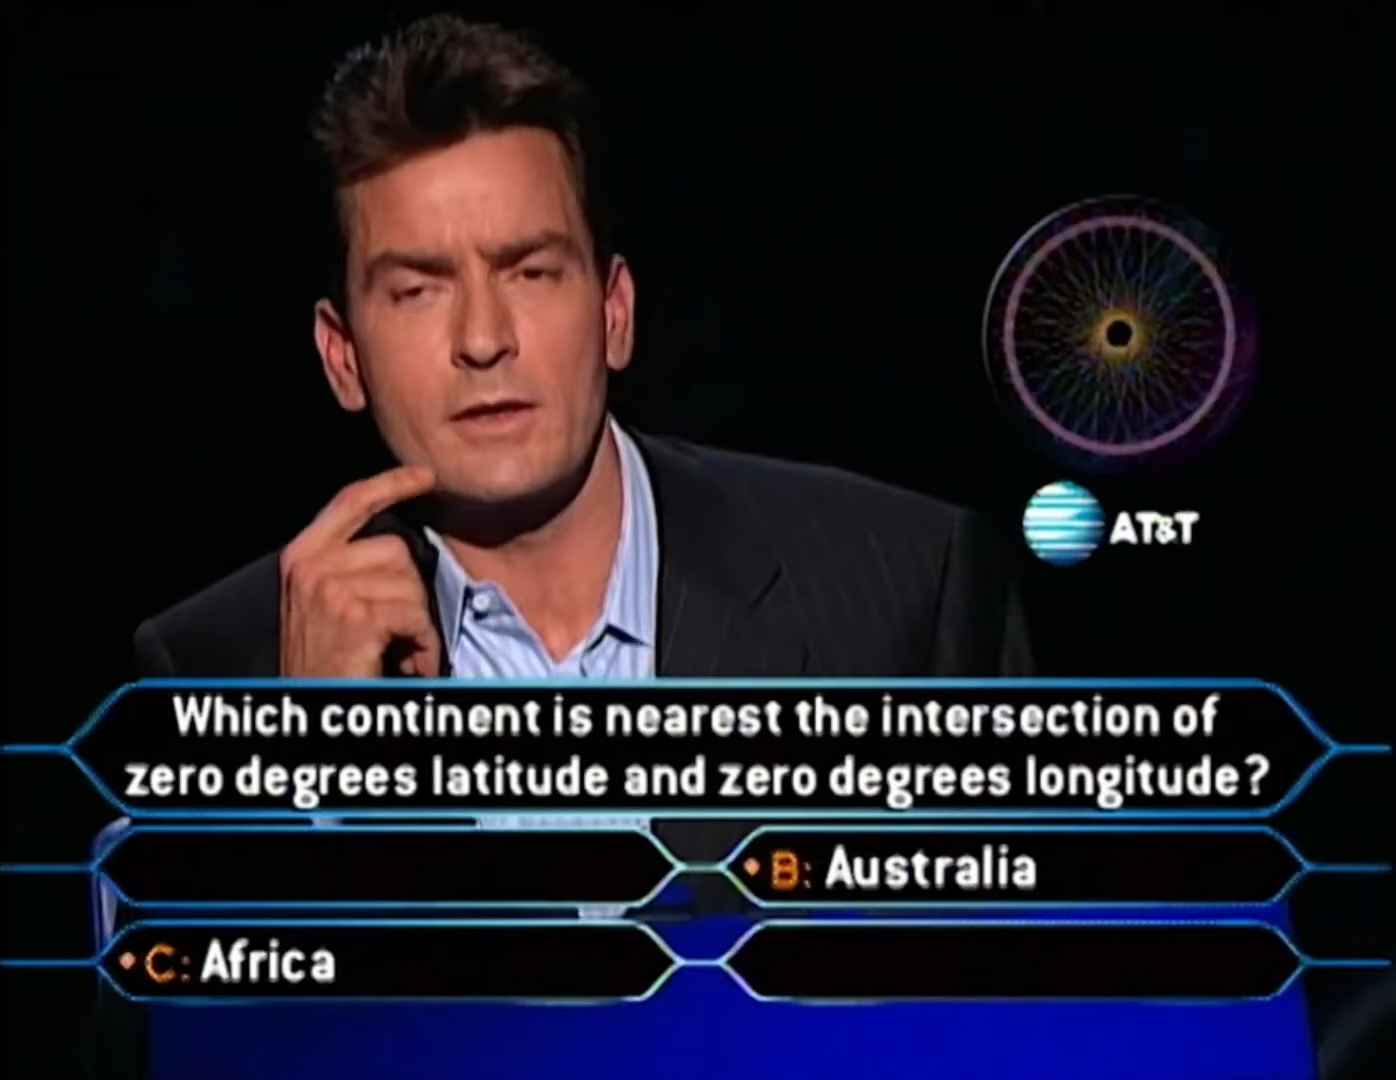 AT&T
Which continent is nearest the intersection of
zero degrees latitude and zero degrees longitude?
B: Australia
C: Africa